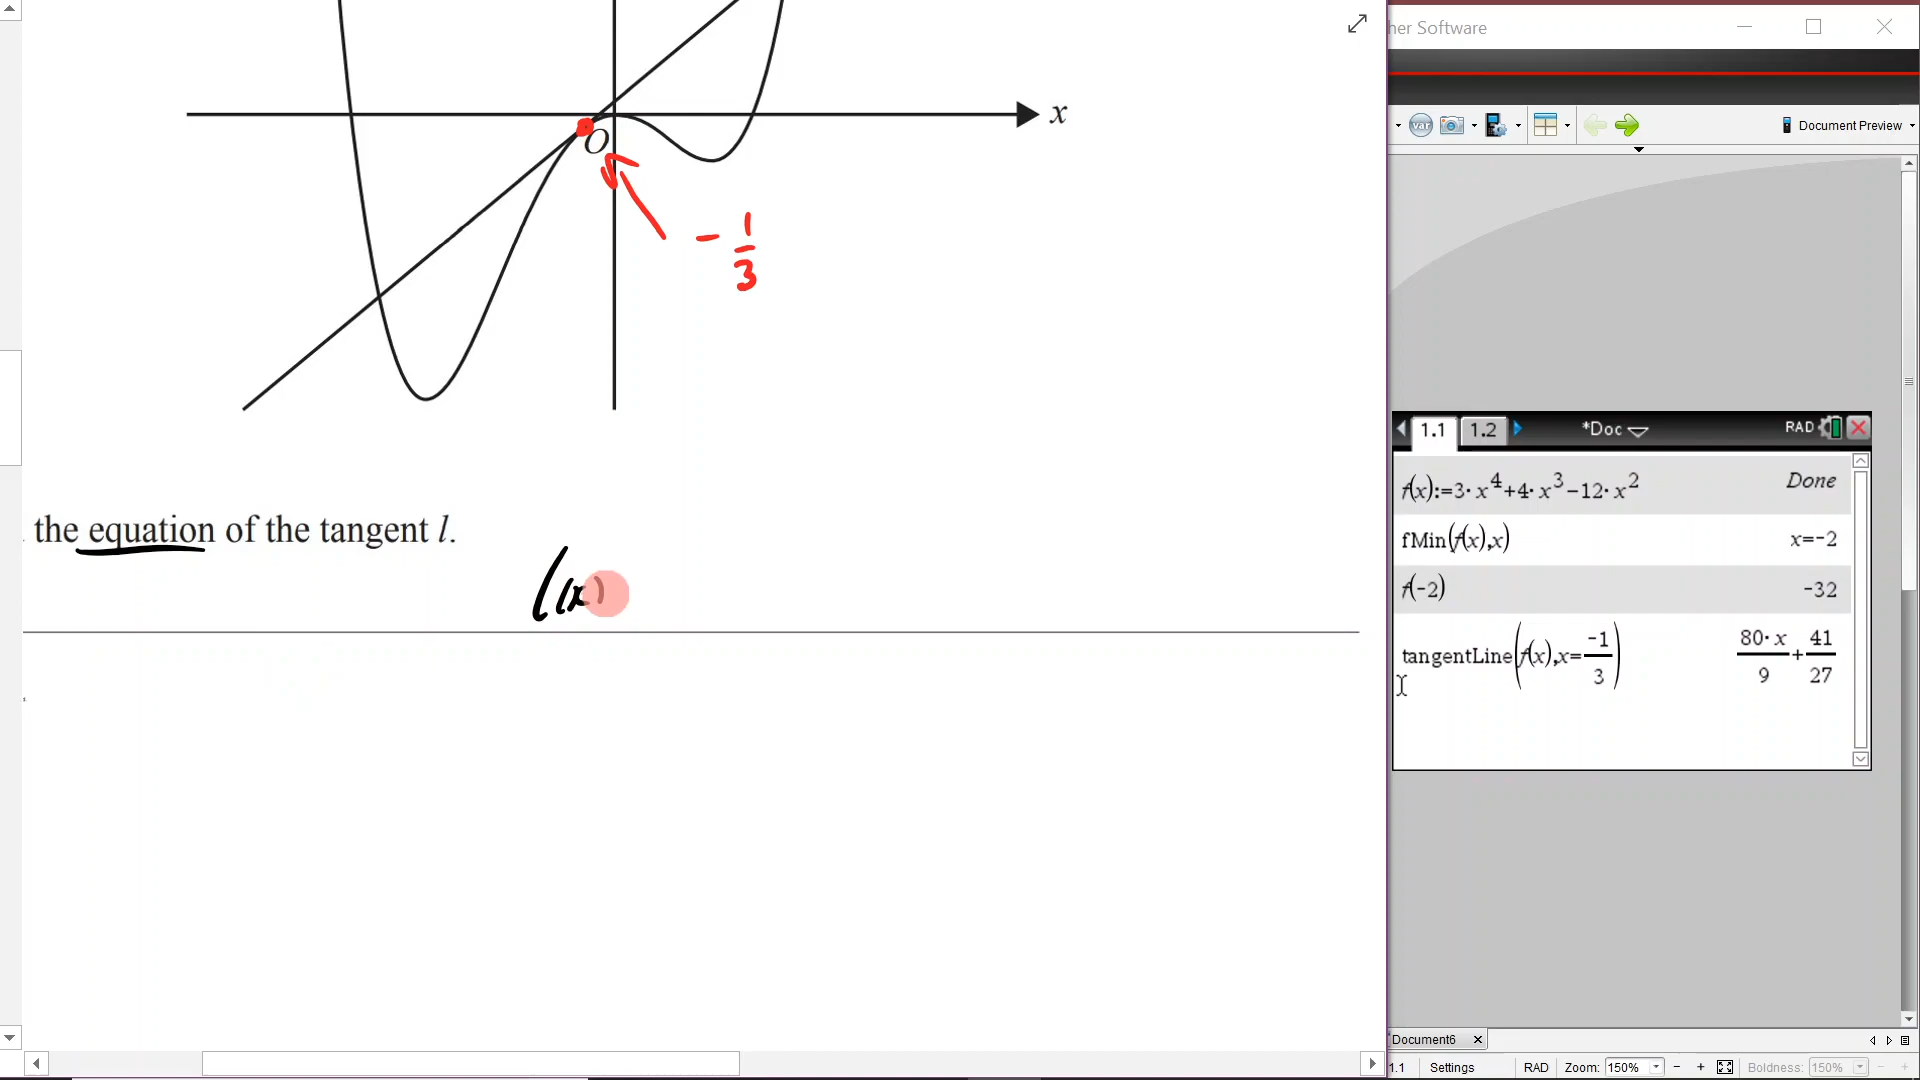 her Software
Document Preview
x
O
- 1/3
the equation of the tangent l.
l(x)
1.1 1.2 *Doc RAD
f(x):=3·x^4+4·x^3−12·x^2 Done
fMin(f(x),x) x=-2
f(-2) -32
tangentLine(f(x),x=-1/3) 80·x/9+41/27
Document6
1.1 Settings RAD Zoom: 150% − + Boldness: 150% − +